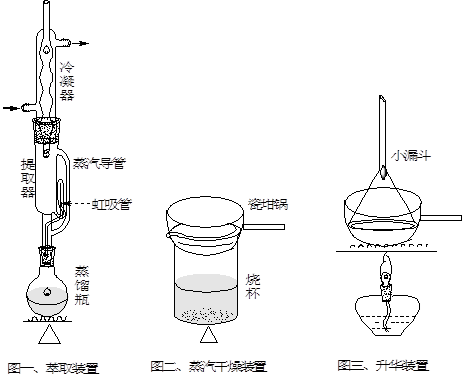 冷凝器
提取器
蒸汽导管
虹吸管
蒸馏瓶
图一、萃取装置
瓷坩锅
烧杯
图二、蒸汽干燥装置
小漏斗
图三、升华装置